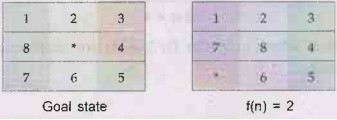 1 2 3 1 2 3
8 * 4 7 8 4
7 6 5 * 6 5
Goal state f(n) = 2